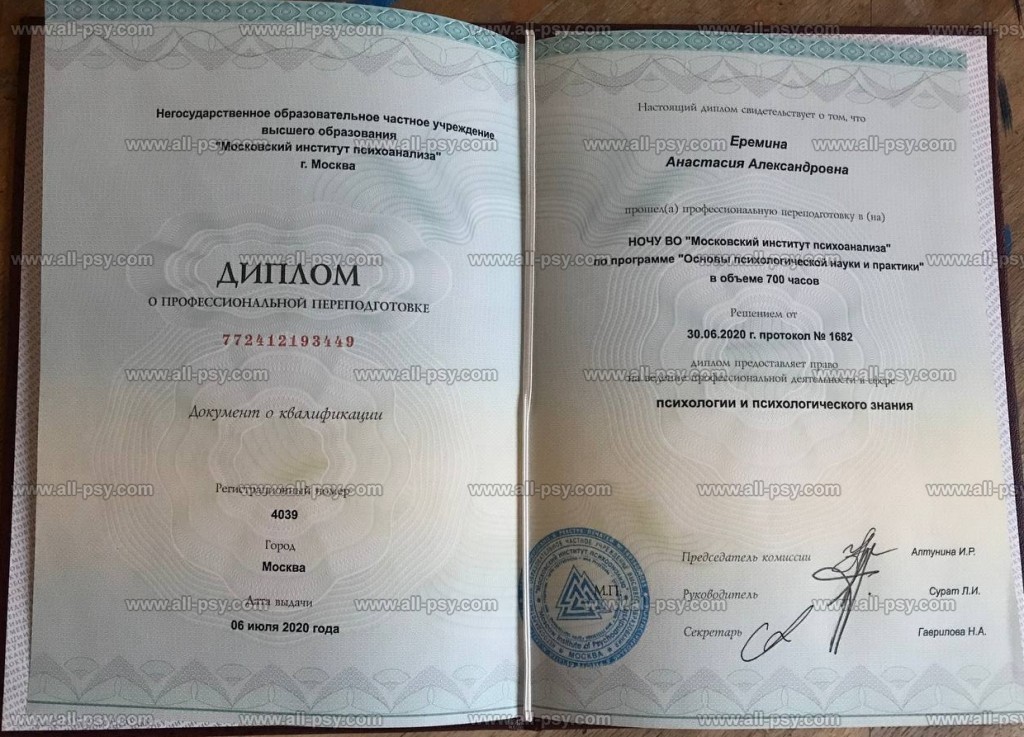 Негосударственное образовательное частное учреждение
высшего образования
"Московский институт психоанализа"
г. Москва
ДИПЛОМ
О ПРОФЕССИОНАЛЬНОЙ ПЕРЕПОДГОТОВКЕ
772412193449
Документ о квалификации
Регистрационный номер
4039
Город
Москва
Дата выдачи
06 июля 2020 года
Настоящий диплом свидетельствует о том, что
Еремина
Анастасия Александровна
прошел(а) профессиональную переподготовку в (на)
НОЧУ ВО "Московский институт психоанализа"
по программе "Основы психологической науки и практики"
в объеме 700 часов
Решением от
30.06.2020 г. протокол № 1682
диплом предоставляет право
на ведение профессиональной деятельности в сфере
психологии и психологического знания
Председатель комиссии Алтунина И.Р.
М.П. Руководитель Сурат Л.И.
Секретарь Гаврилова Н.А.
МОСКВА
www.all-psy.com